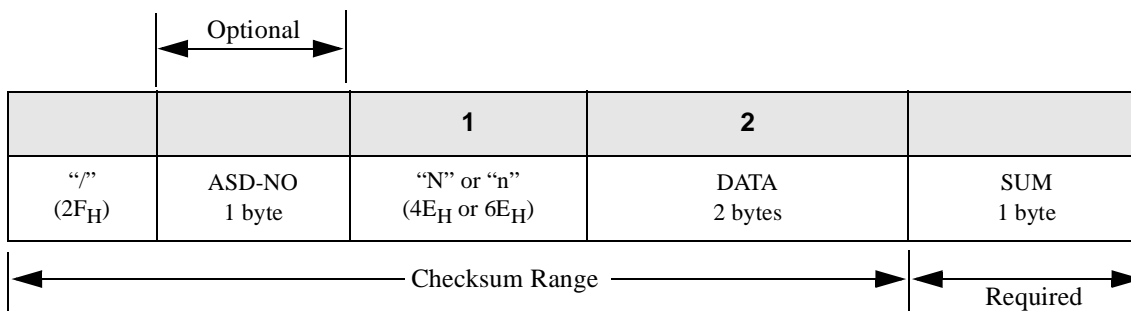 Optional
1 2
“/” ASD-NO “N” or “n” DATA SUM
(2FH) 1 byte (4EH or 6EH) 2 bytes 1 byte
Checksum Range
Required